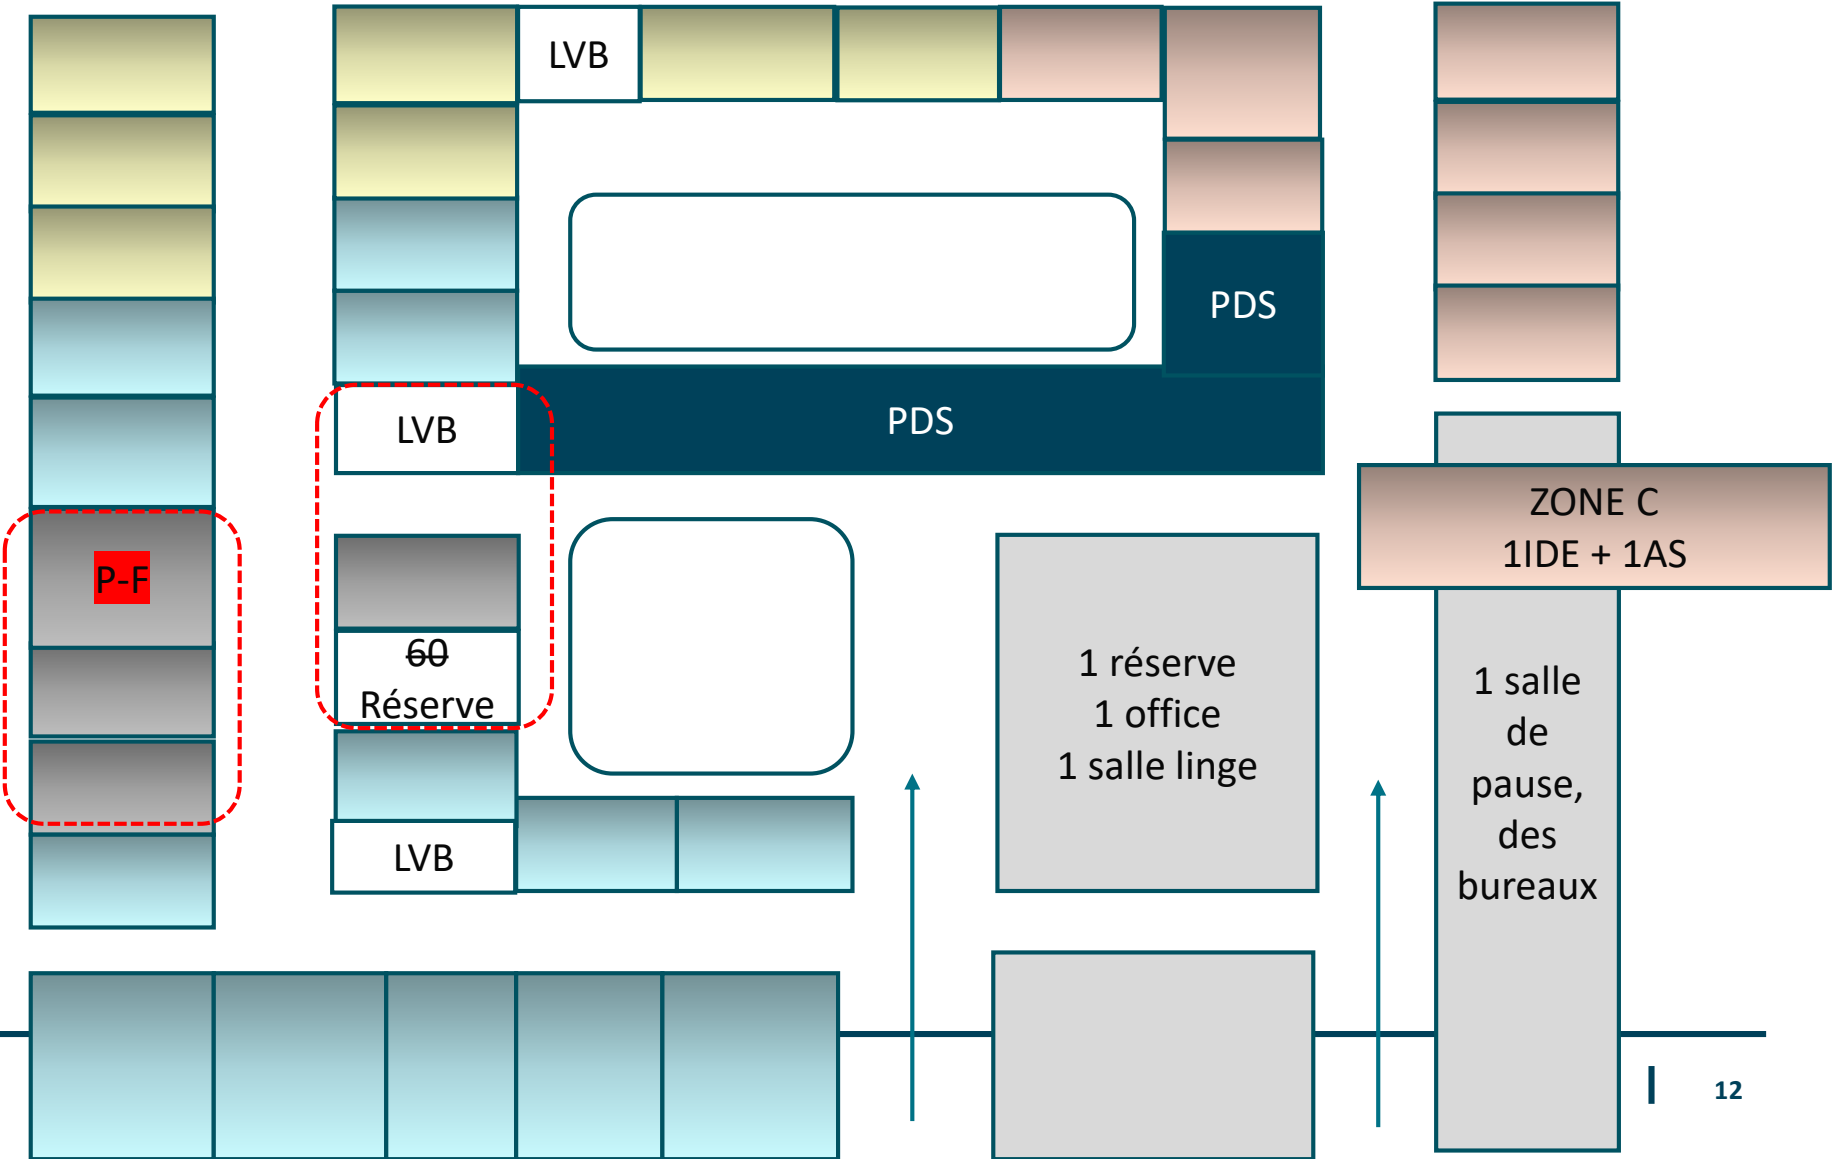 LVB
PDS
LVB
PDS
ZONE C
1IDE + 1AS
P-F
60
Réserve
1 réserve
1 office
1 salle linge
1 salle
de
pause,
des
bureaux
LVB
12